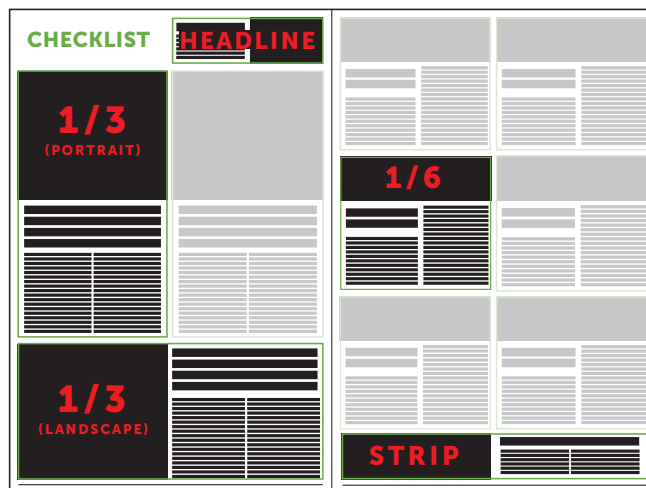 CHECKLIST
HEADLINE
1/3
(PORTRAIT)
1/3
(LANDSCAPE)
1/6
STRIP